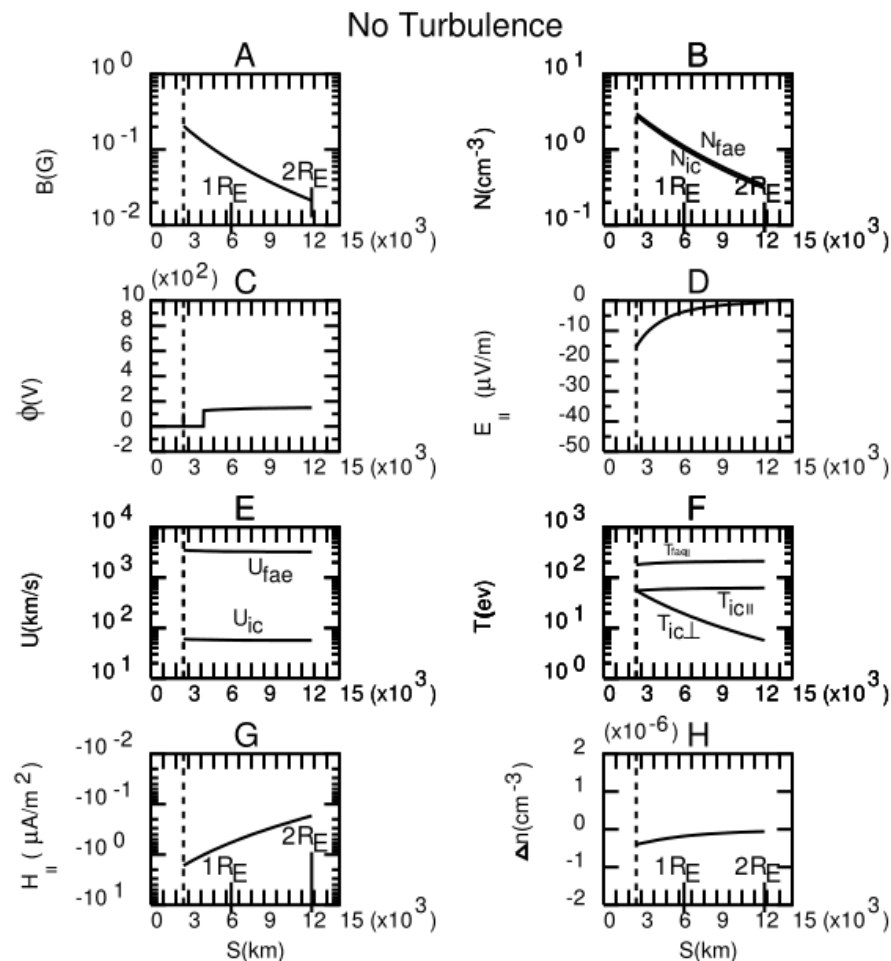 No Turbulence
A
B(G)
10^0
10^-1
10^-2
1R_E
2R_E
0 3 6 9 12 15 (x10^3)
B
N(cm^-3)
10^1
10^0
10^-1
N_fae
N_ic
1R_E
2R_E
0 3 6 9 12 15 (x10^3)
(x10^2)
C
ϕ(V)
10
8
6
4
2
0
-2
0 3 6 9 12 15 (x10^3)
D
E_॥ (μV/m)
0
-10
-20
-30
-40
-50
0 3 6 9 12 15 (x10^3)
E
U(km/s)
10^4
10^3
10^2
10^1
U_fae
U_ic
0 3 6 9 12 15 (x10^3)
F
T(ev)
10^3
10^2
10^1
10^0
T_ic॥
T_ic⊥
0 3 6 9 12 15 (x10^3)
G
H_॥ ( μA/m^2)
-10^-2
-10^-1
-10^0
-10^1
1R_E
2R_E
0 3 6 9 12 15 (x10^3)
S(km)
(x10^-6)
H
Δn(cm^-3)
2
1
0
-1
-2
1R_E
2R_E
0 3 6 9 12 15 (x10^3)
S(km)